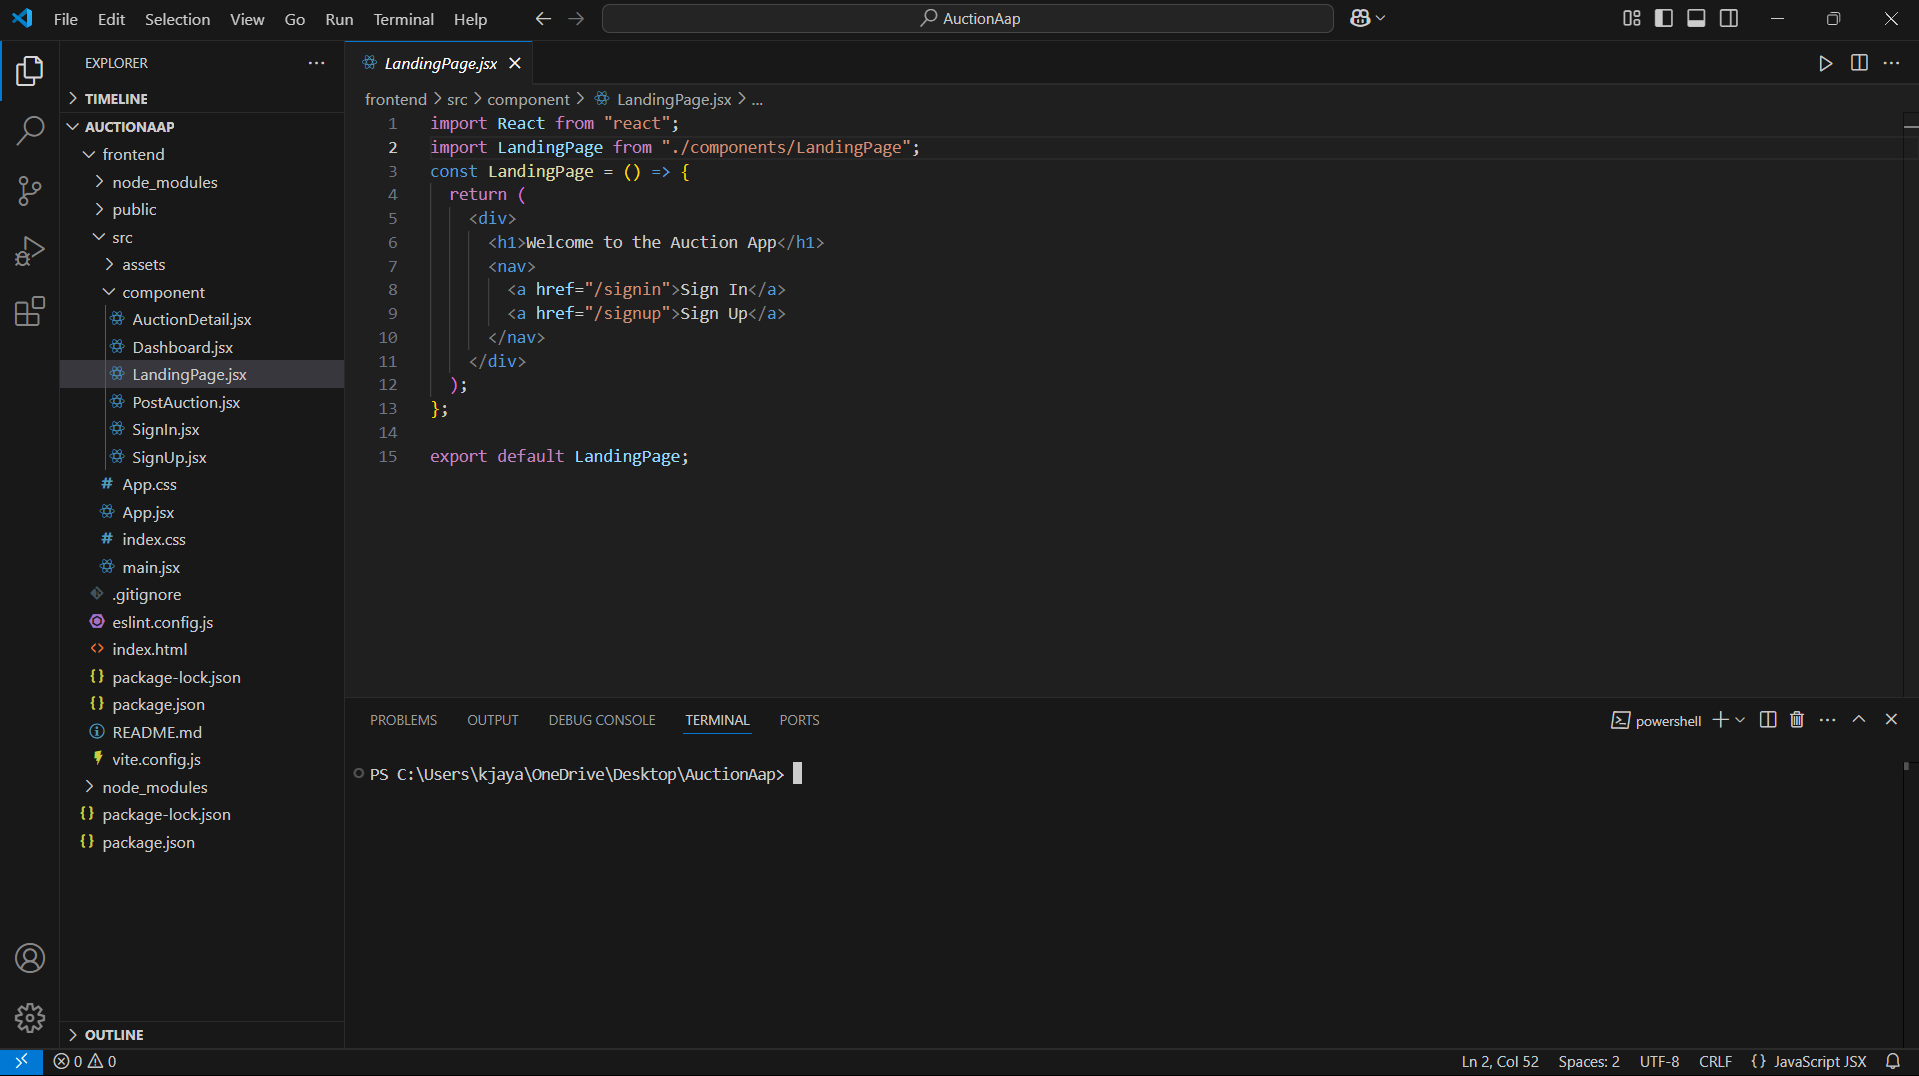 File Edit Selection View Go Run Terminal Help
AuctionAap
EXPLORER
TIMELINE
AUCTIONAAP
frontend
node_modules
public
src
assets
component
AuctionDetail.jsx
Dashboard.jsx
LandingPage.jsx
PostAuction.jsx
SignIn.jsx
SignUp.jsx
App.css
App.jsx
index.css
main.jsx
.gitignore
eslint.config.js
index.html
package-lock.json
package.json
README.md
vite.config.js
node_modules
package-lock.json
package.json
OUTLINE
LandingPage.jsx
frontend > src > component > LandingPage.jsx > ...
1 import React from "react";
2 import LandingPage from "./components/LandingPage";
3 const LandingPage = () => {
4 return (
5 <div>
6 <h1>Welcome to the Auction App</h1>
7 <nav>
8 <a href="/signin">Sign In</a>
9 <a href="/signup">Sign Up</a>
10 </nav>
11 </div>
12 );
13 };
14
15 export default LandingPage;
PROBLEMS OUTPUT DEBUG CONSOLE TERMINAL PORTS
powershell
PS C:\Users\kjaya\OneDrive\Desktop\AuctionAap>
0 0
Ln 2, Col 52 Spaces: 2 UTF-8 CRLF {} JavaScript JSX